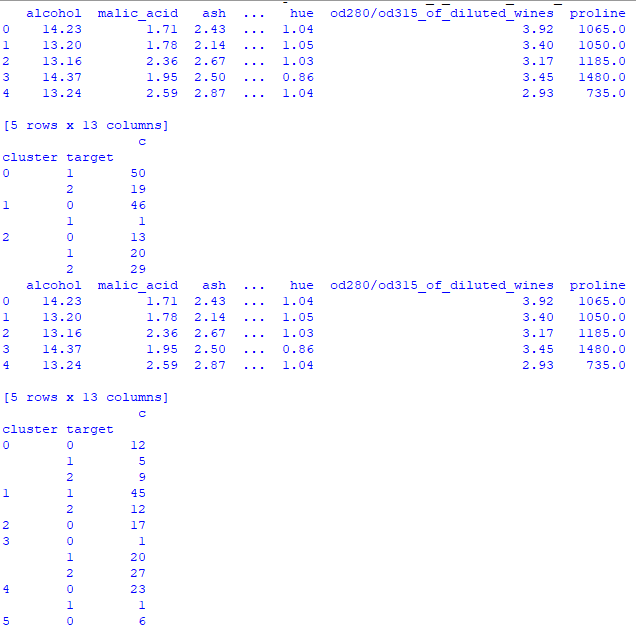 alcohol malic_acid ash ... hue od280/od315_of_diluted_wines proline
0 14.23 1.71 2.43 ... 1.04 3.92 1065.0
1 13.20 1.78 2.14 ... 1.05 3.40 1050.0
2 13.16 2.36 2.67 ... 1.03 3.17 1185.0
3 14.37 1.95 2.50 ... 0.86 3.45 1480.0
4 13.24 2.59 2.87 ... 1.04 2.93 735.0
[5 rows x 13 columns]
c
cluster target
0 1 50
2 19
1 0 46
1 1
2 0 13
1 20
2 29
alcohol malic_acid ash ... hue od280/od315_of_diluted_wines proline
0 14.23 1.71 2.43 ... 1.04 3.92 1065.0
1 13.20 1.78 2.14 ... 1.05 3.40 1050.0
2 13.16 2.36 2.67 ... 1.03 3.17 1185.0
3 14.37 1.95 2.50 ... 0.86 3.45 1480.0
4 13.24 2.59 2.87 ... 1.04 2.93 735.0
[5 rows x 13 columns]
c
cluster target
0 0 12
1 5
2 9
1 1 45
2 12
2 0 17
3 0 1
1 20
2 27
4 0 23
1 1
5 0 6